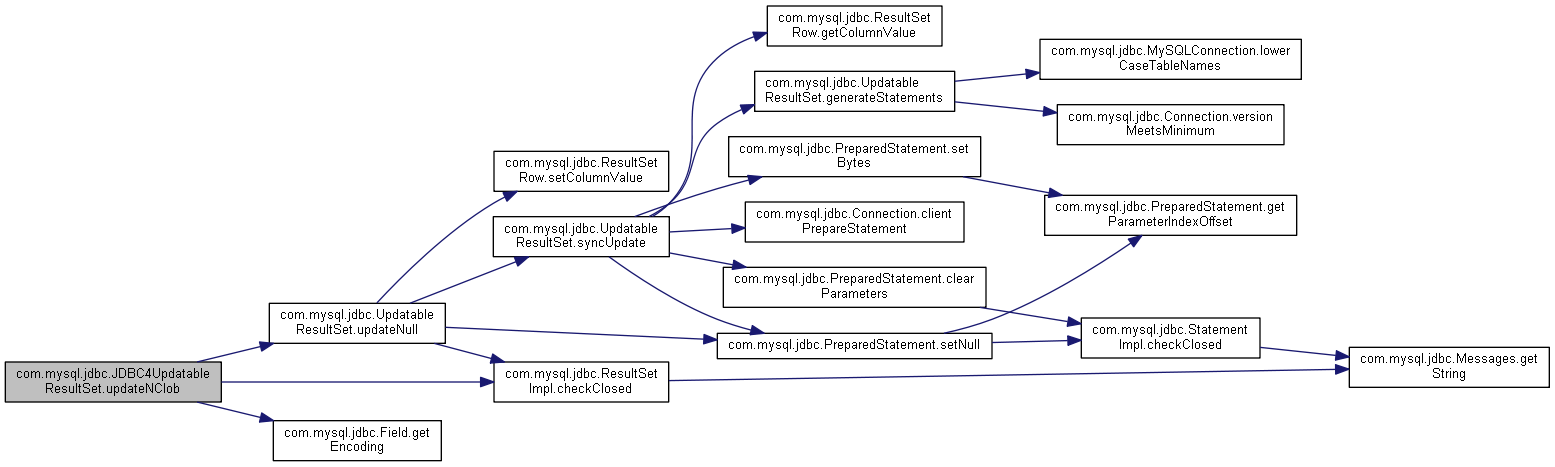 com.mysql.jdbc.ResultSet
Row.getColumnValue
com.mysql.jdbc.MySQLConnection.lower
CaseTableNames
com.mysql.jdbc.Updatable
ResultSet.generateStatements
com.mysql.jdbc.Connection.version
MeetsMinimum
com.mysql.jdbc.PreparedStatement.set
Bytes
com.mysql.jdbc.ResultSet
Row.setColumnValue
com.mysql.jdbc.PreparedStatement.get
ParameterIndexOffset
com.mysql.jdbc.Connection.client
PrepareStatement
com.mysql.jdbc.Updatable
ResultSet.syncUpdate
com.mysql.jdbc.PreparedStatement.clear
Parameters
com.mysql.jdbc.Updatable
ResultSet.updateNull
com.mysql.jdbc.Statement
Impl.checkClosed
com.mysql.jdbc.PreparedStatement.setNull
com.mysql.jdbc.Messages.get
String
com.mysql.jdbc.JDBC4Updatable
ResultSet.updateNClob
com.mysql.jdbc.ResultSet
Impl.checkClosed
com.mysql.jdbc.Field.get
Encoding